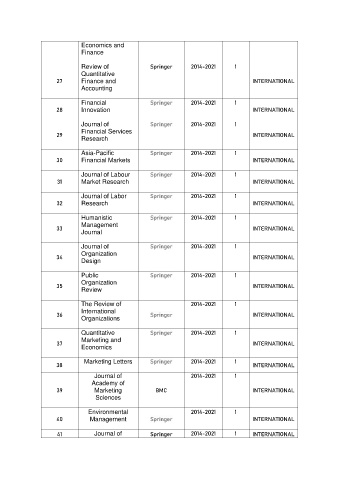 Economics and
Finance
27 Review of Quantitative Finance and Accounting Springer 2014-2021 1 INTERNATIONAL
28 Financial Innovation Springer 2014-2021 1 INTERNATIONAL
29 Journal of Financial Services Research Springer 2014-2021 1 INTERNATIONAL
30 Asia-Pacific Financial Markets Springer 2014-2021 1 INTERNATIONAL
31 Journal of Labour Market Research Springer 2014-2021 1 INTERNATIONAL
32 Journal of Labor Research Springer 2014-2021 1 INTERNATIONAL
33 Humanistic Management Journal Springer 2014-2021 1 INTERNATIONAL
34 Journal of Organization Design Springer 2014-2021 1 INTERNATIONAL
35 Public Organization Review Springer 2014-2021 1 INTERNATIONAL
36 The Review of International Organizations Springer 2014-2021 1 INTERNATIONAL
37 Quantitative Marketing and Economics Springer 2014-2021 1 INTERNATIONAL
38 Marketing Letters Springer 2014-2021 1 INTERNATIONAL
39 Journal of Academy of Marketing Sciences BMC 2014-2021 1 INTERNATIONAL
40 Environmental Management Springer 2014-2021 1 INTERNATIONAL
41 Journal of Springer 2014-2021 1 INTERNATIONAL